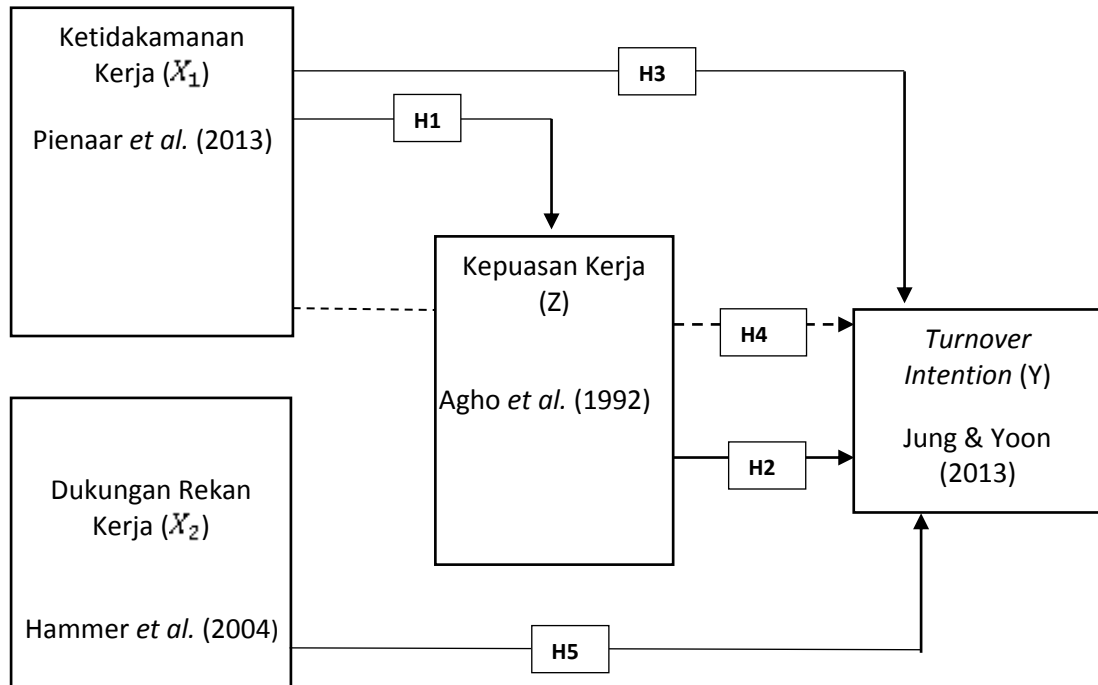 Ketidakamanan
Kerja (X₁)
Pienaar et al. (2013)
H3
H1
Kepuasan Kerja
(Z)
Agho et al. (1992)
H4
H2
Turnover
Intention (Y)
Jung & Yoon
(2013)
Dukungan Rekan
Kerja (X₂)
Hammer et al. (2004)
H5